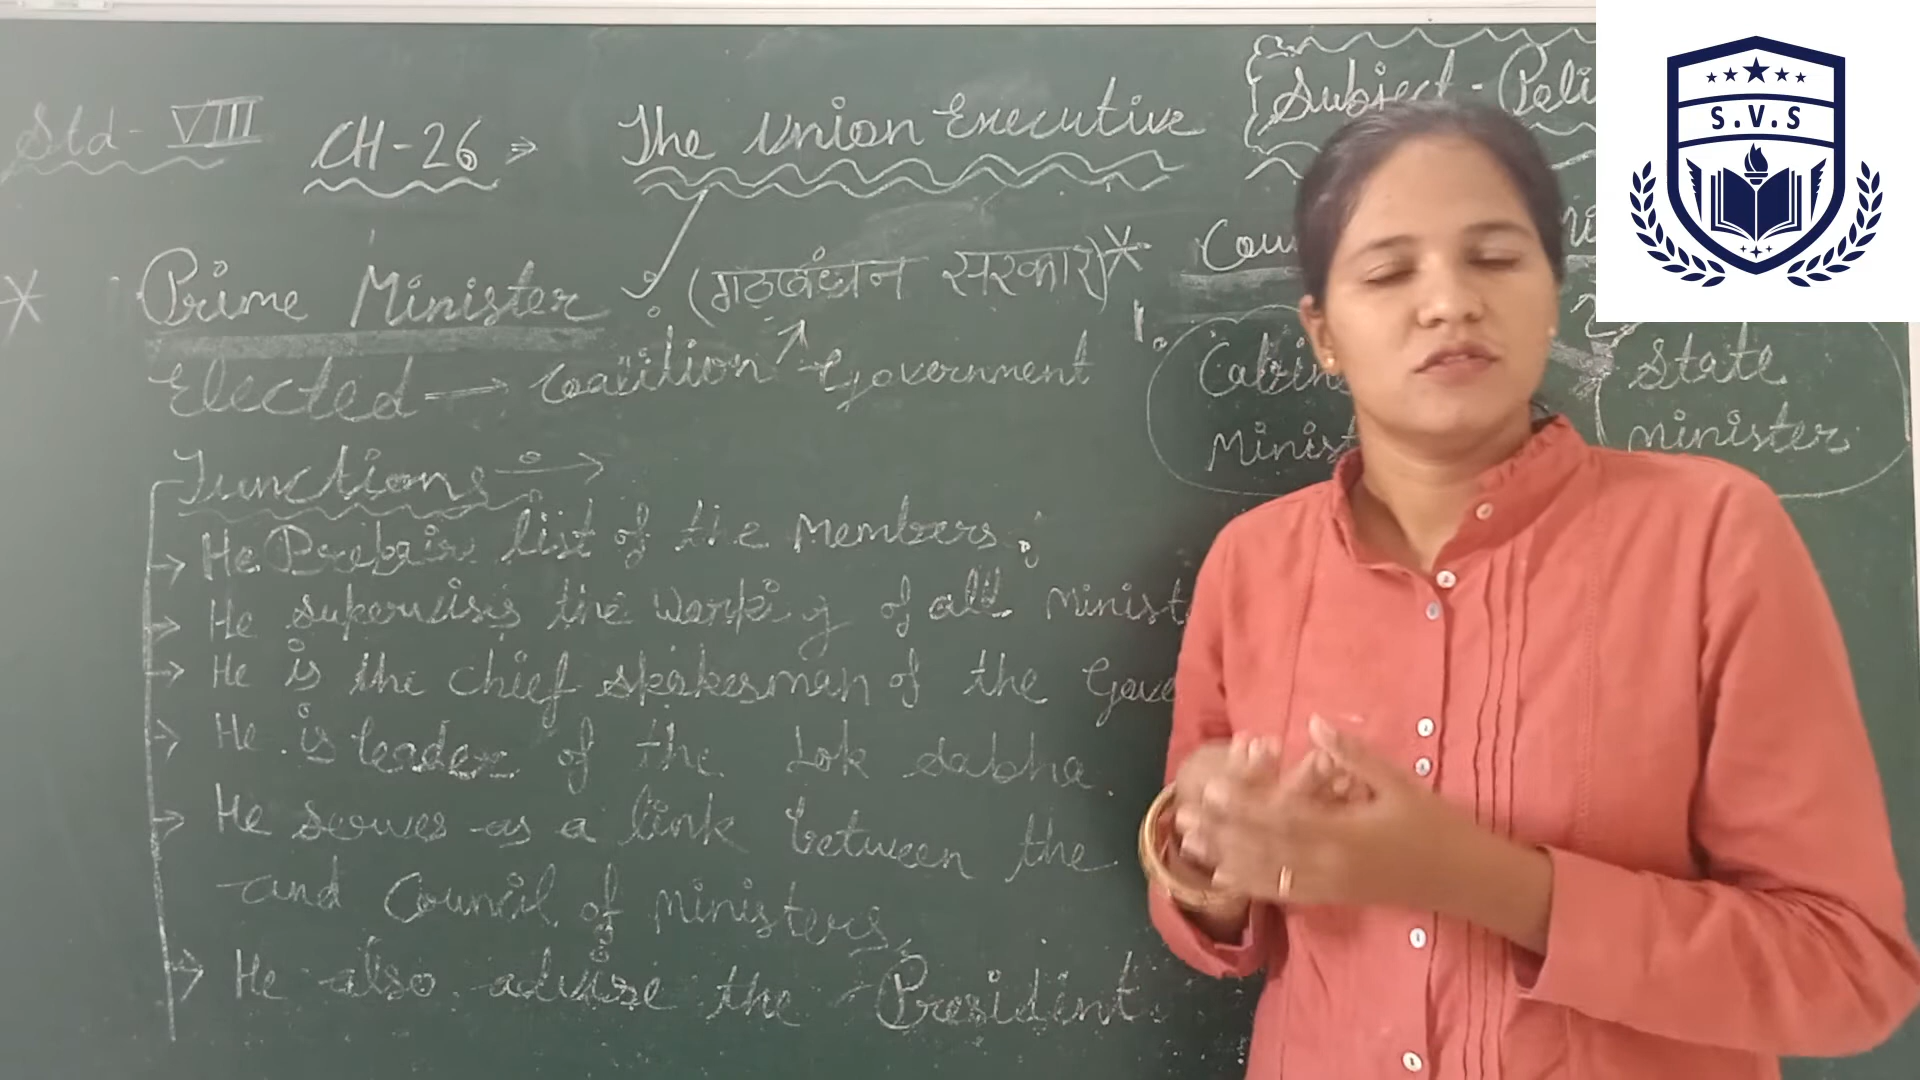 Std - VIII
CH-26 ⇒ The Union Executive
Subject - Poli
S.V.S
* Prime Minister : (गठबंधन सरकार)
Elected → Coalition Government
Functions →
→ He list of the Members.
→ He supervises the working of all Minist
→ He is the chief spokesman of the Gove
→ He is leader of the Lok sabha.
→ He serves as a link between the
and Council of Ministers.
→ He also advise the President.
* Cou
1. Cabin
Minist
2
State
minister